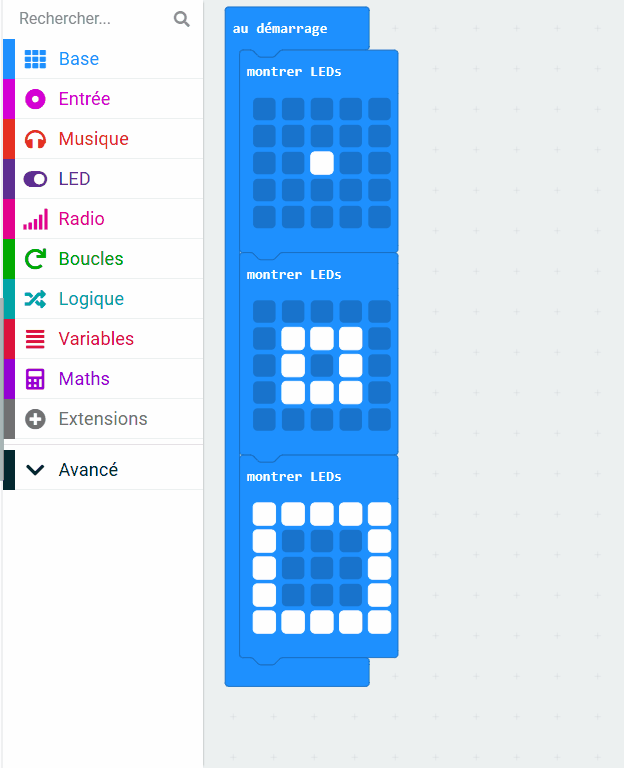 Rechercher...
Base
Entrée
Musique
LED
Radio
Boucles
Logique
Variables
Maths
Extensions
Avancé
au démarrage
montrer LEDs
montrer LEDs
montrer LEDs